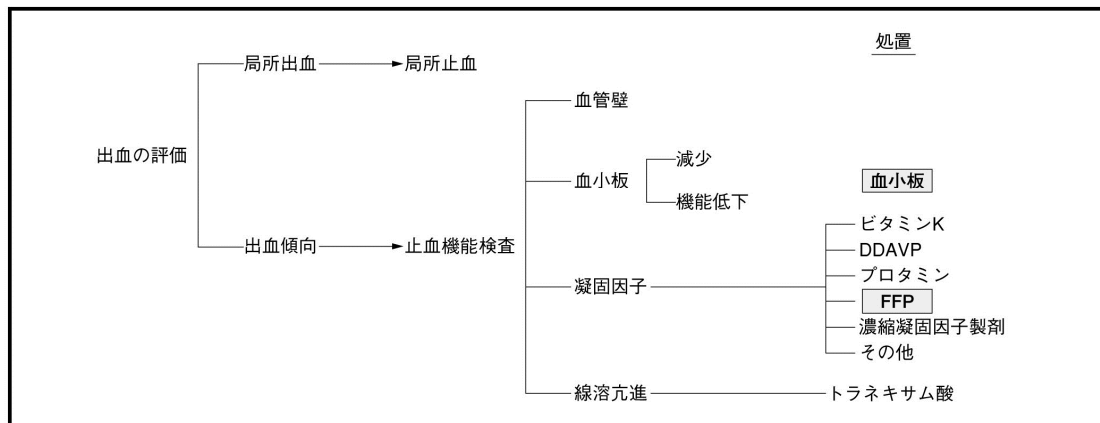 処置
局所出血
局所止血
血管壁
出血の評価
減少
血小板
血小板
機能低下
ビタミンK
出血傾向
止血機能検査
DDAVP
プロタミン
凝固因子
FFP
濃縮凝固因子製剤
その他
線溶亢進
トラネキサム酸